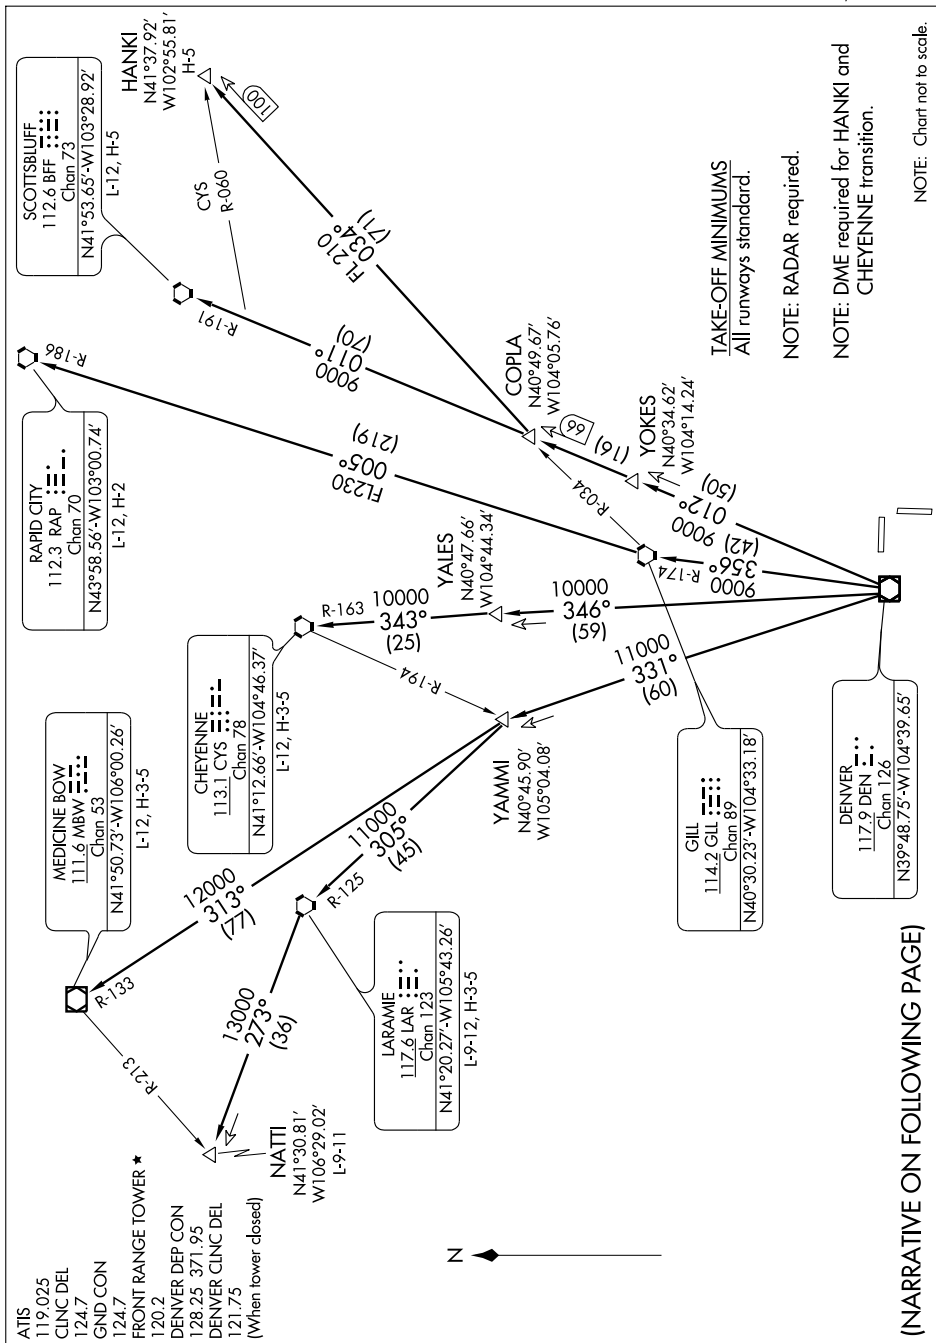 ATIS
119.025
CLNC DEL
124.7
GND CON
124.7
FRONT RANGE TOWER ★
120.2
DENVER DEP CON
128.25 371.95
DENVER CLNC DEL
121.75
(When tower closed)
N
NATTI
N41°30.81'
W106°29.02'
L-9-11
R-213
MEDICINE BOW
111.6 MBW
Chan 53
N41°50.73'-W106°00.26'
L-12, H-3-5
R-133
12000
313°
(77)
13000
273°
(36)
LARAMIE
117.6 LAR
Chan 123
N41°20.27'-W105°43.26'
L-9-12, H-3-5
R-125
11000
305°
(45)
CHEYENNE
113.1 CYS
Chan 78
N41°12.66'-W104°46.37'
L-12, H-3-5
R-163
R-194
10000
343°
(25)
YAMMI
N40°45.90'
W105°04.08'
YALES
N40°47.66'
W104°44.34'
11000
331°
(60)
10000
346°
(59)
RAPID CITY
112.3 RAP
Chan 70
N43°58.56'-W103°00.74'
L-12, H-2
R-186
FL230
005°
(219)
SCOTTSBLUFF
112.6 BFF
Chan 73
N41°53.65'-W103°28.92'
L-12, H-5
R-191
9000
011°
(70)
CYS
R-060
HANKI
N41°37.92'
W102°55.81'
H-5
100
FL210
034°
(71)
COPLA
N40°49.67'
W104°05.76'
66
(16)
R-034
YOKES
N40°34.62'
W104°14.24'
9000
012°
(50)
R-174
9000
356°
(42)
GILL
114.2 GLL
Chan 89
N40°30.23'-W104°33.18'
DENVER
117.9 DEN
Chan 126
N39°48.75'-W104°39.65'
TAKE-OFF MINIMUMS
All runways standard.
NOTE: RADAR required.
NOTE: DME required for HANKI and
CHEYENNE transition.
NOTE: Chart not to scale.
(NARRATIVE ON FOLLOWING PAGE)